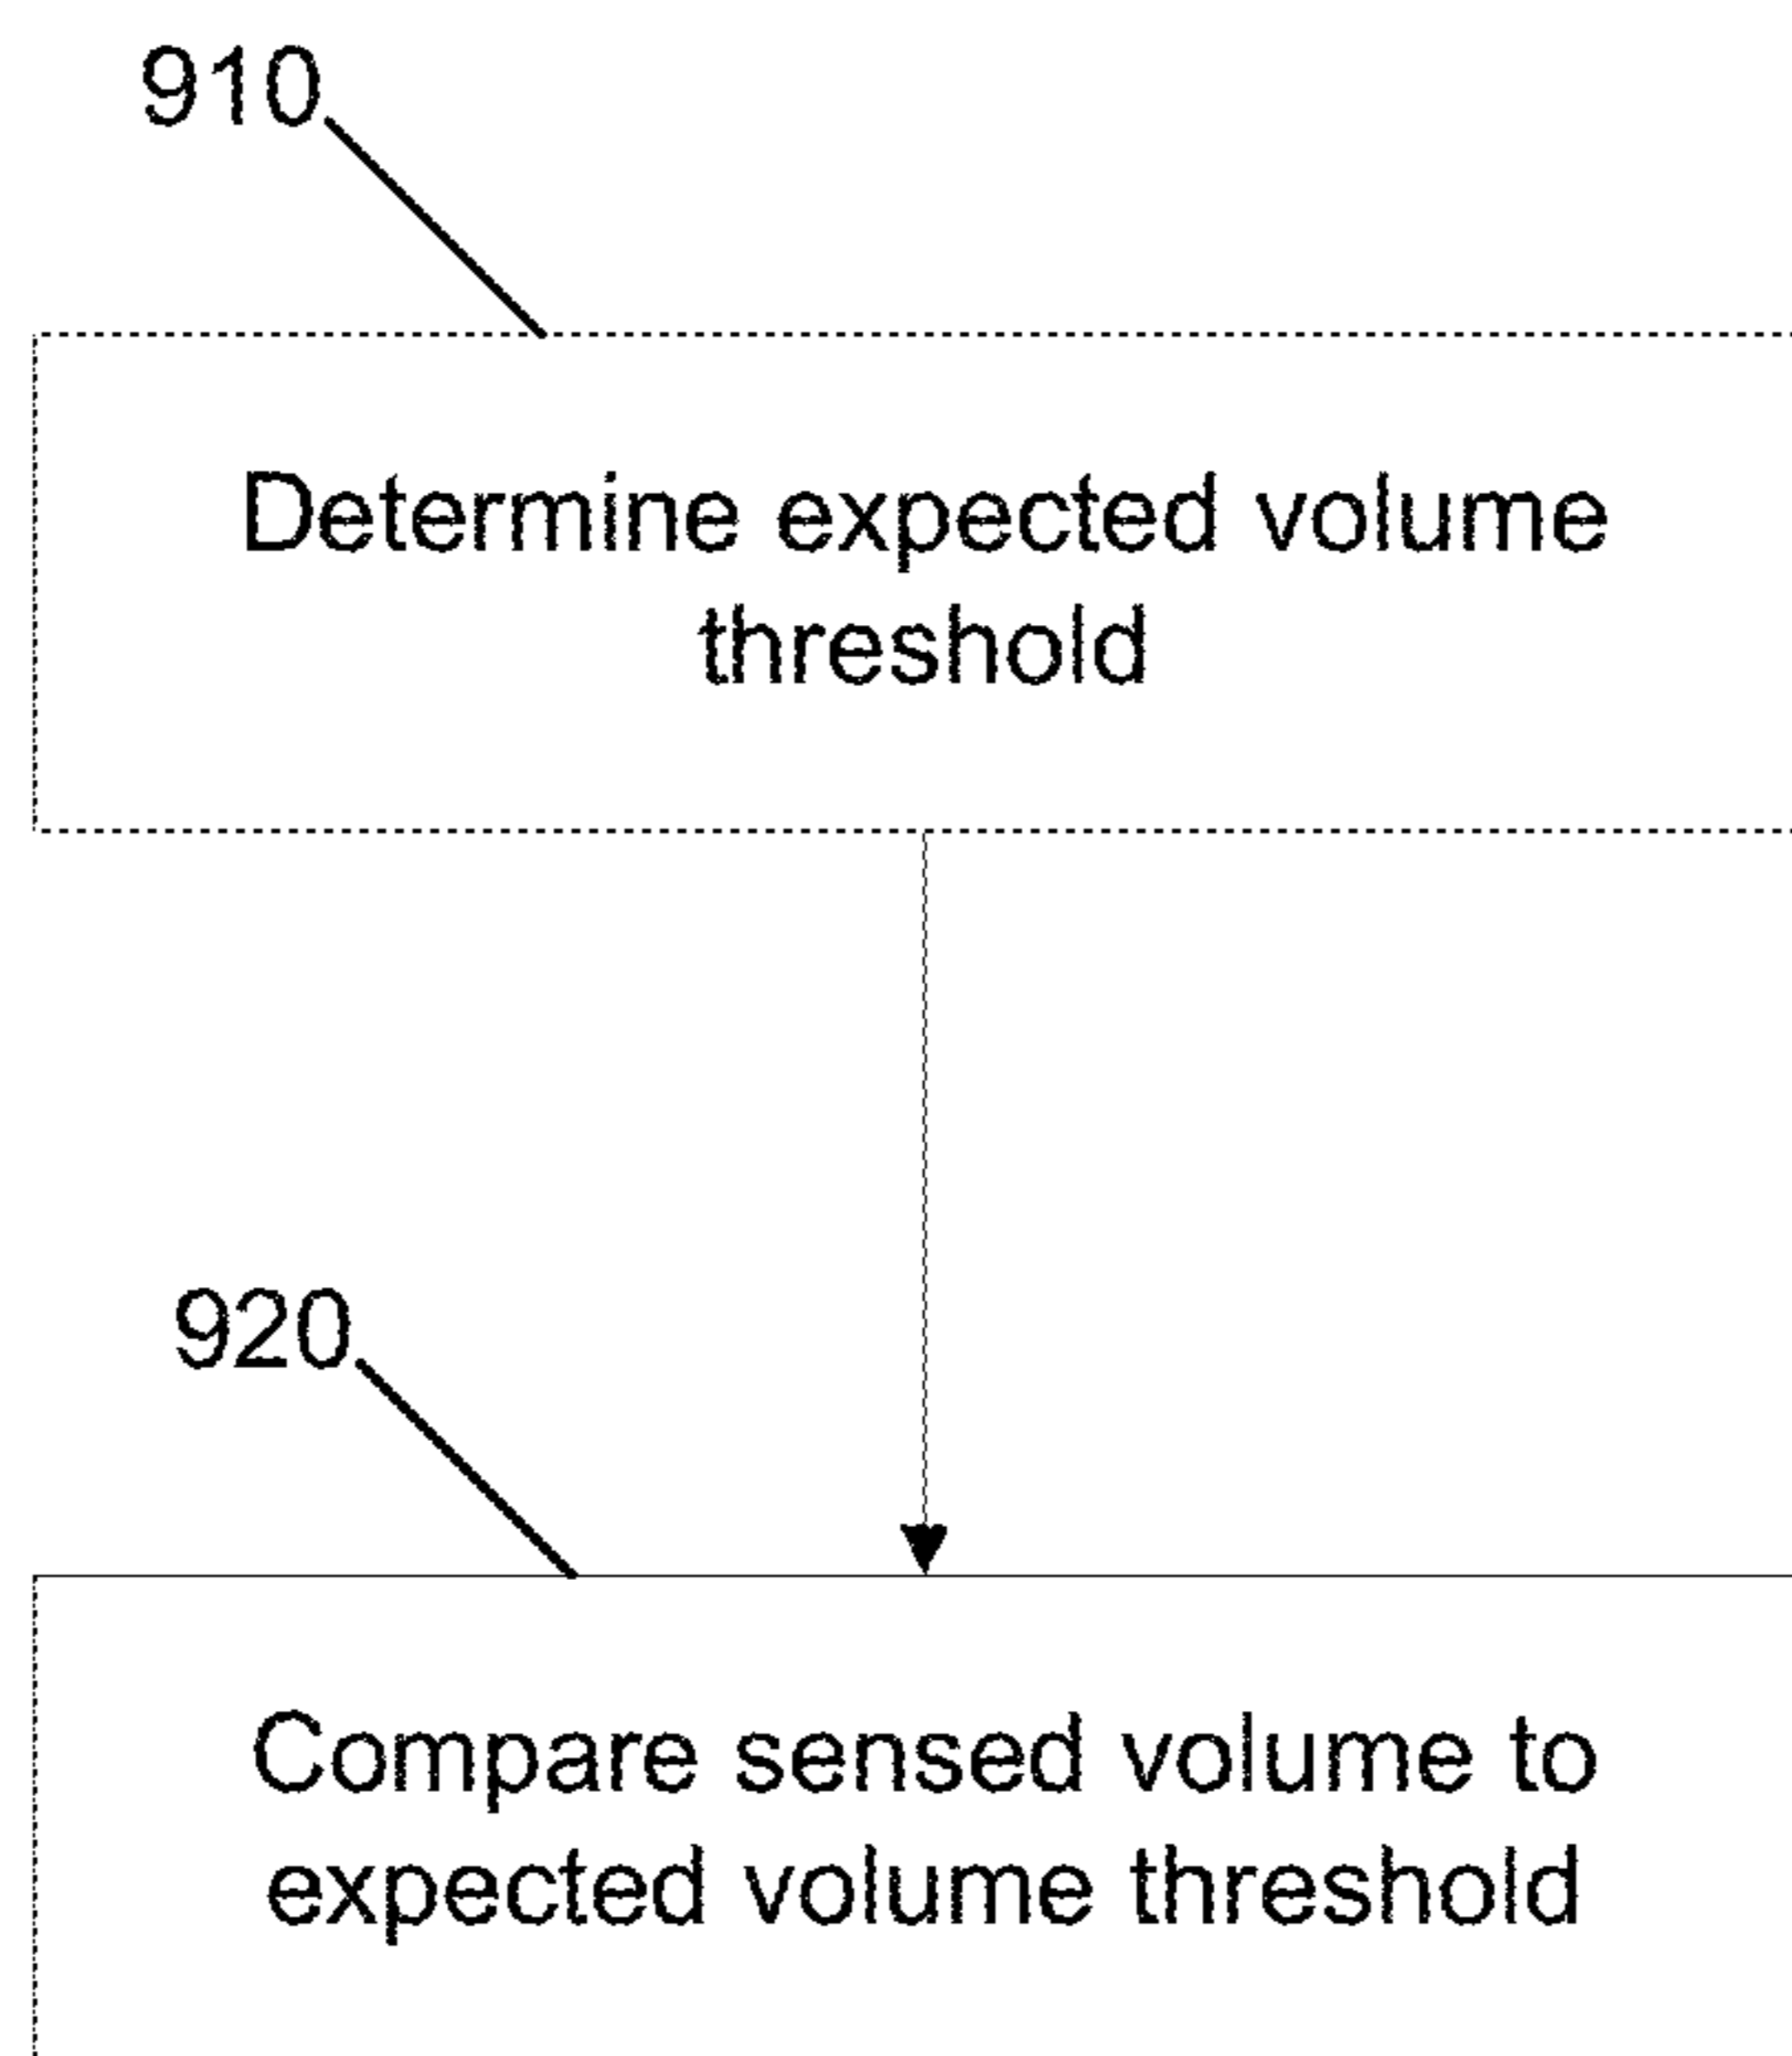 910
Determine expected volume
threshold
920
Compare sensed volume to
expected volume threshold